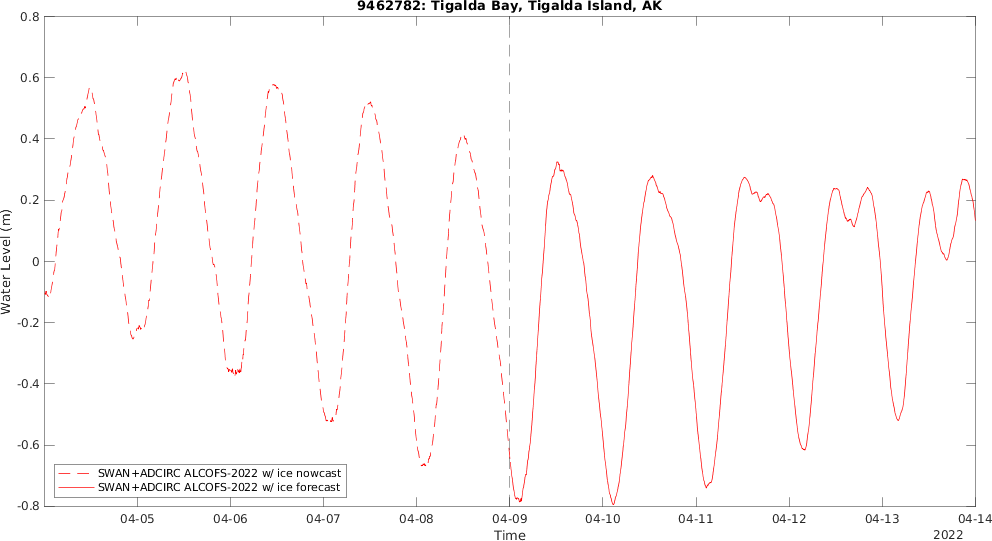 9462782: Tigalda Bay, Tigalda Island, AK
Water Level (m)
0.8
0.6
0.4
0.2
0
-0.2
-0.4
-0.6
-0.8
SWAN+ADCIRC ALCOFS-2022 w/ ice nowcast
SWAN+ADCIRC ALCOFS-2022 w/ ice forecast
04-05 04-06 04-07 04-08 04-09 04-10 04-11 04-12 04-13 04-14
Time
2022